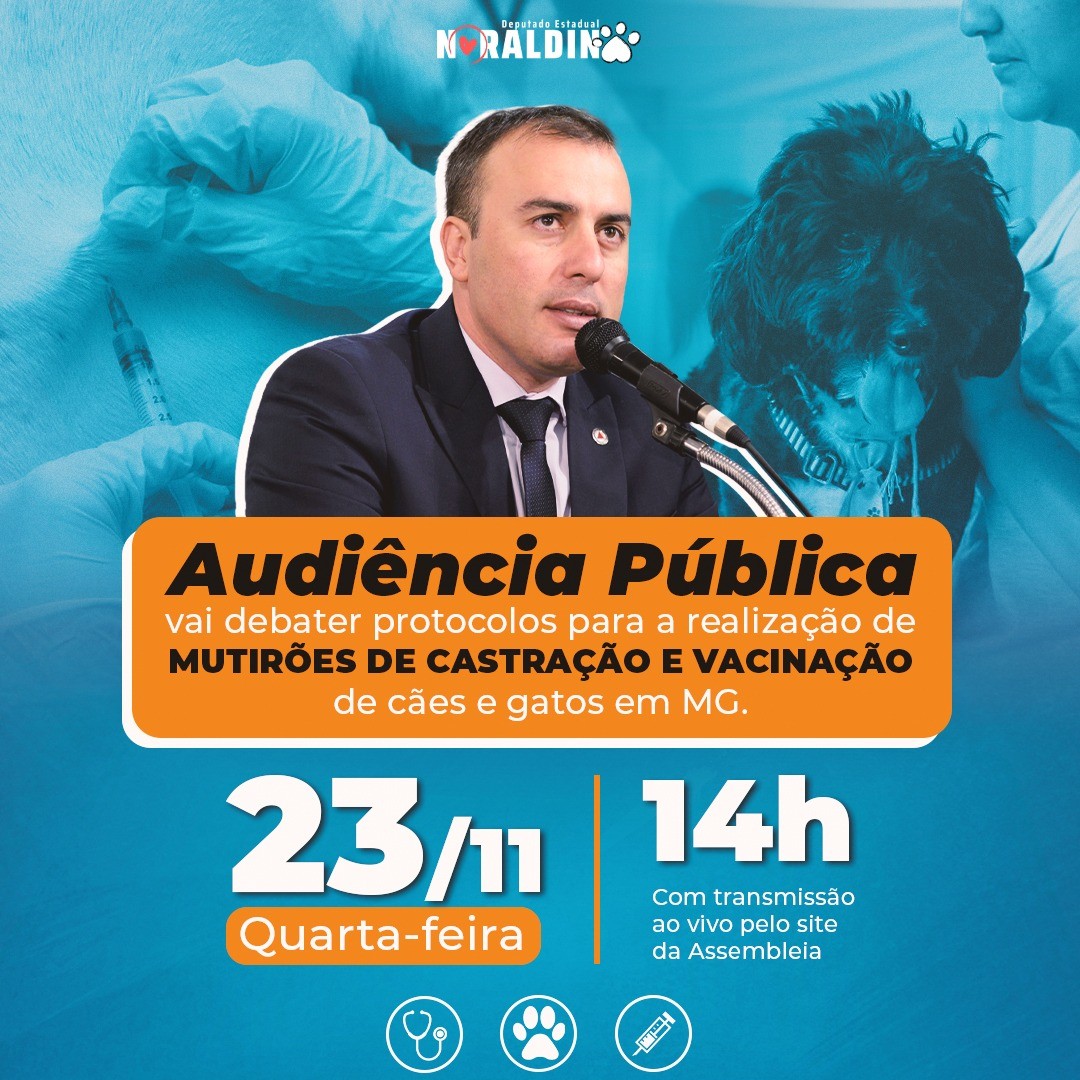 Deputado Estadual
NORALDINO
Audiência Pública
vai debater protocolos para a realização de
MUTIRÕES DE CASTRAÇÃO E VACINAÇÃO
de cães e gatos em MG.
23/11
Quarta-feira
14h
Com transmissão
ao vivo pelo site
da Assembleia